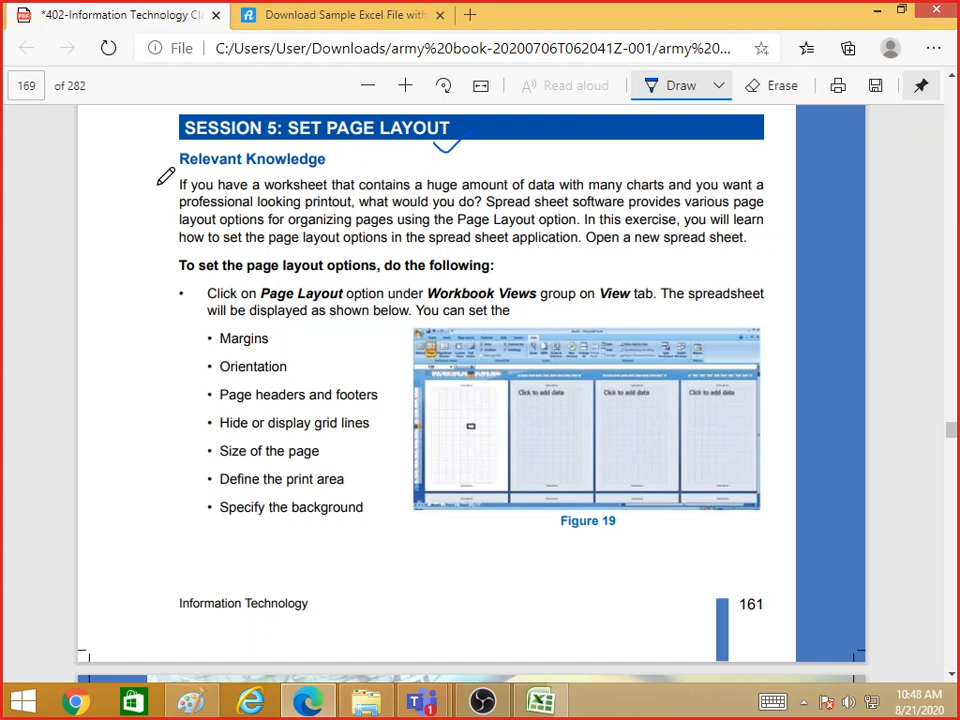 *402-Information Technology Cla
Download Sample Excel File with
File
C:/Users/User/Downloads/army%20book-20200706T062041Z-001/army%20...
169 of 282
Read aloud
Draw
Erase
SESSION 5: SET PAGE LAYOUT
Relevant Knowledge
If you have a worksheet that contains a huge amount of data with many charts and you want a
professional looking printout, what would you do? Spread sheet software provides various page
layout options for organizing pages using the Page Layout option. In this exercise, you will learn
how to set the page layout options in the spread sheet application. Open a new spread sheet.
To set the page layout options, do the following:
• Click on Page Layout option under Workbook Views group on View tab. The spreadsheet
will be displayed as shown below. You can set the
• Margins
• Orientation
• Page headers and footers
• Hide or display grid lines
• Size of the page
• Define the print area
• Specify the background
Click to add data
Click to add data
Click to add data
Figure 19
Information Technology
161
10:48 AM
8/21/2020